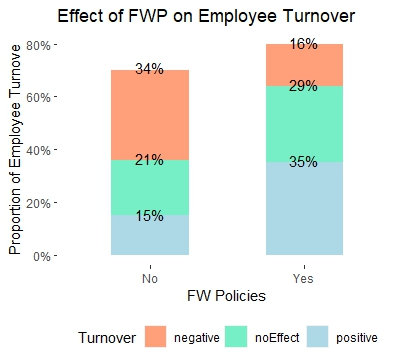 Effect of FWP on Employee Turnover
Proportion of Employee Turnove
80%
60%
40%
20%
0%
34%
21%
15%
16%
29%
35%
No
Yes
FW Policies
Turnover negative noEffect positive